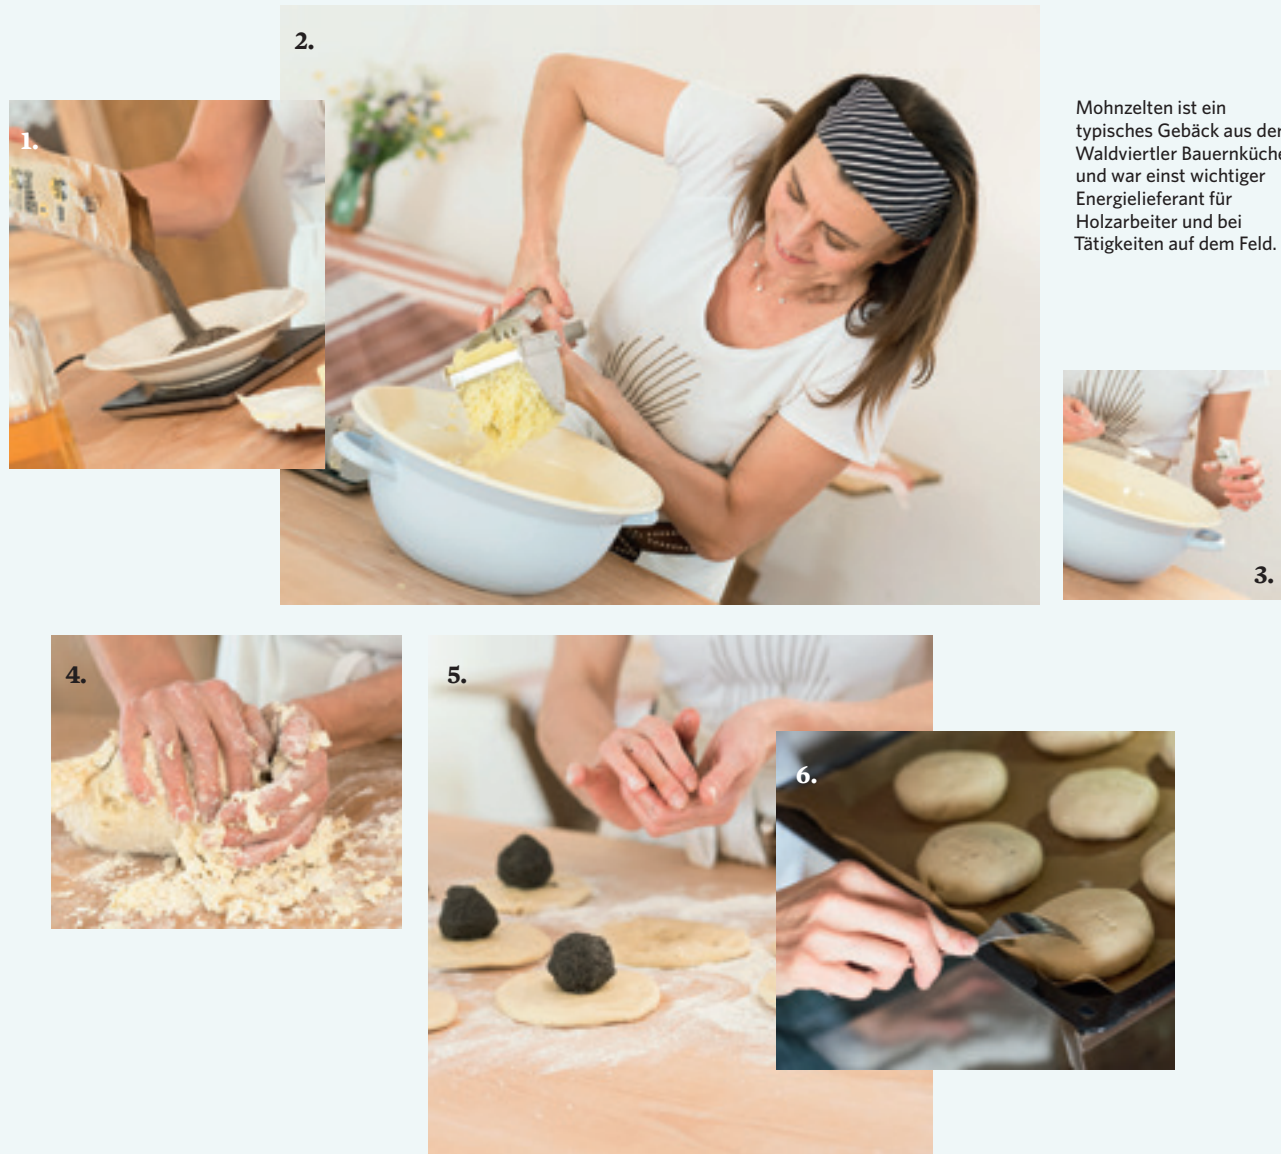 1.
2.
Mohnzelten ist ein
typisches Gebäck aus der
Waldviertler Bauernküche
und war einst wichtiger
Energielieferant für
Holzarbeiter und bei
Tätigkeiten auf dem Feld.
3.
4.
5.
6.